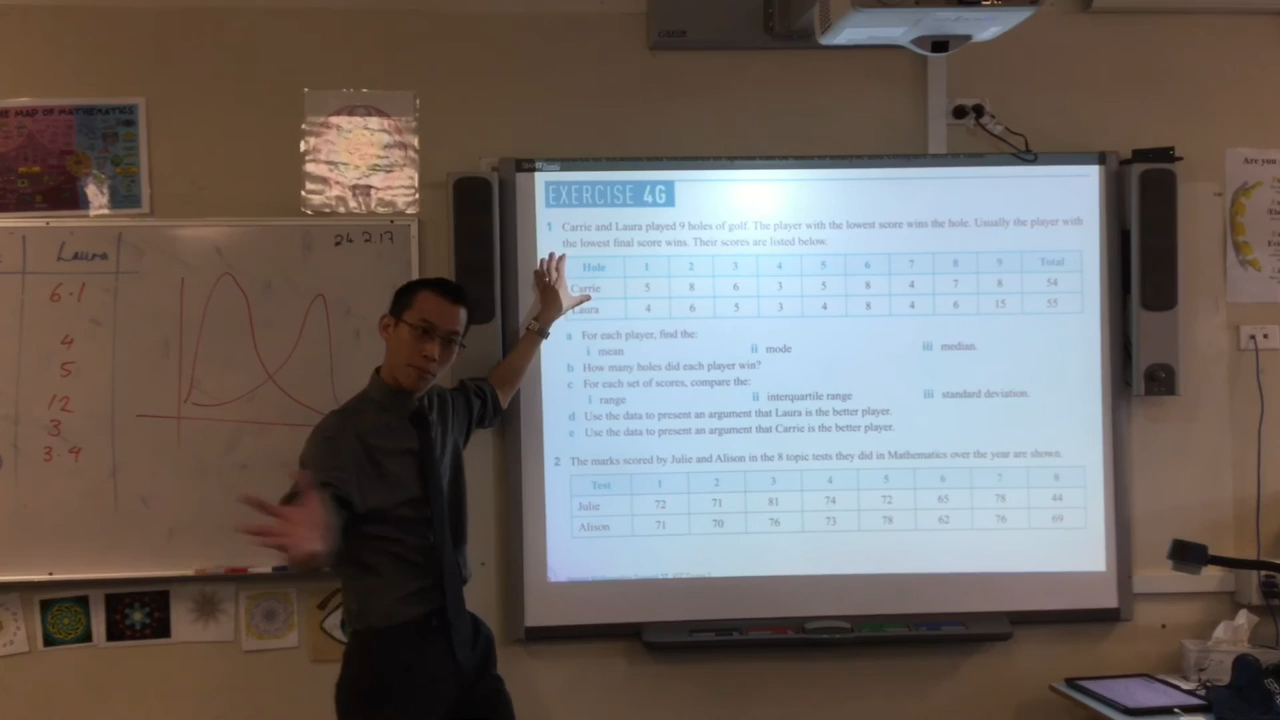 THE MAP OF MATHEMATICS
Laura
6.1
4
5
12
3
3.4
24.2.17
EXERCISE 4G
1 Carrie and Laura played 9 holes of golf. The player with the lowest score wins the hole. Usually the player with
the lowest final score wins. Their scores are listed below.
Hole 1 2 3 4 5 6 7 8 9 Total
Carrie 5 8 6 3 5 8 4 7 8 54
Laura 4 6 5 3 4 8 4 6 15 55
a For each player, find the:
i mean ii mode iii median.
b How many holes did each player win?
c For each set of scores, compare the:
i range ii interquartile range iii standard deviation.
d Use the data to present an argument that Laura is the better player.
e Use the data to present an argument that Carrie is the better player.
2 The marks scored by Julie and Alison in the 8 topic tests they did in Mathematics over the year are shown.
Test 1 2 3 4 5 6 7 8
Julie 72 71 81 74 72 65 78 44
Alison 71 70 76 73 78 62 76 69
Are you